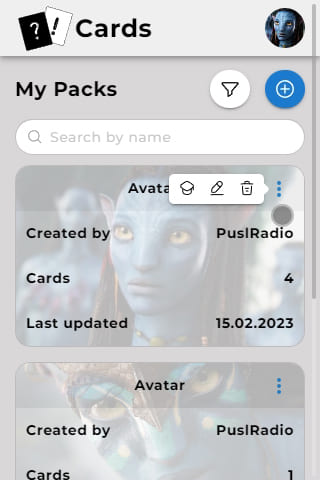 ? ! Cards
My Packs
Search by name
Avata
Created by PuslRadio
Cards 4
Last updated 15.02.2023
Avatar
Created by PuslRadio
Cards 1